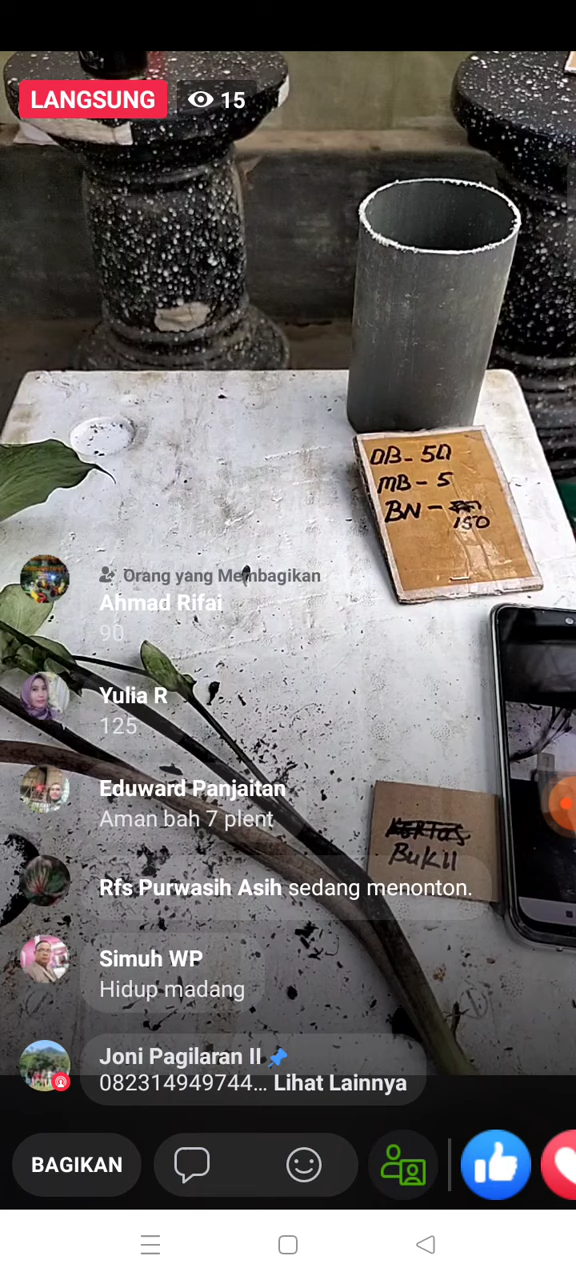 LANGSUNG
15
OB- 50
MB - 5
BN -
150
Orang yang Membagikan
Ahmad Rifai
90
Yulia R
125
Eduward Panjaitan
Aman bah 7 plent
KERTAS
Rfs Purwasih Asih sedang menonton.
Simuh WP
Hidup madang
Joni Pagilaran II
082314949744... Lihat Lainnya
BAGIKAN